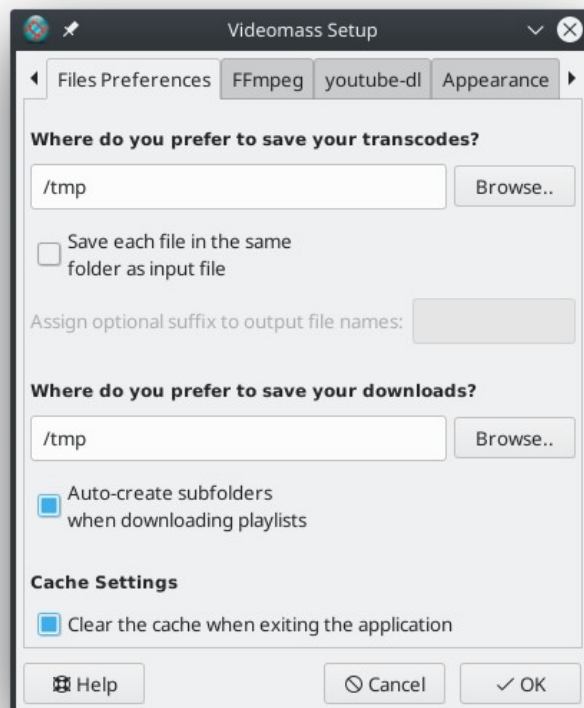 Videomass Setup
Files Preferences FFmpeg youtube-dl Appearance
Where do you prefer to save your transcodes?
/tmp Browse..
Save each file in the same
folder as input file
Assign optional suffix to output file names:
Where do you prefer to save your downloads?
/tmp Browse..
Auto-create subfolders
when downloading playlists
Cache Settings
Clear the cache when exiting the application
Help Cancel OK